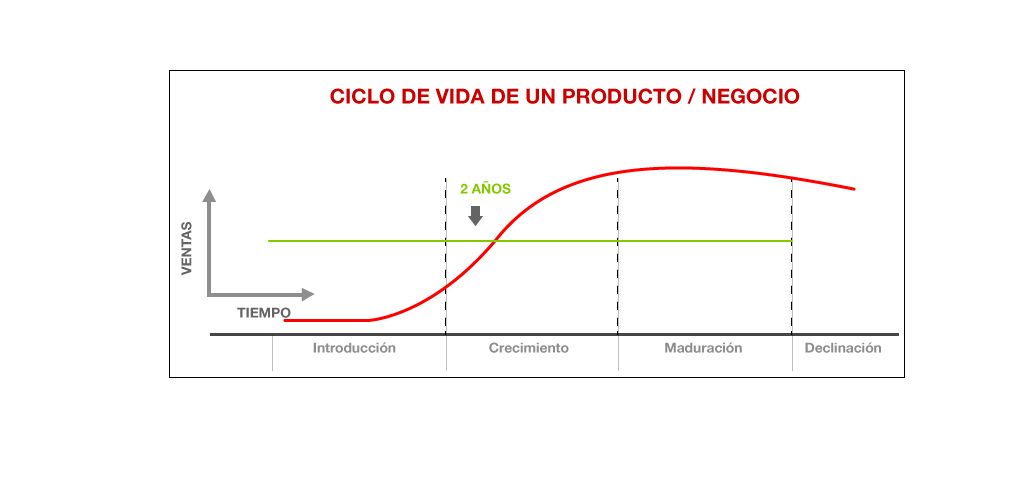 CICLO DE VIDA DE UN PRODUCTO / NEGOCIO
2 AÑOS
VENTAS
TIEMPO
Introducción
Crecimiento
Maduración
Declinación